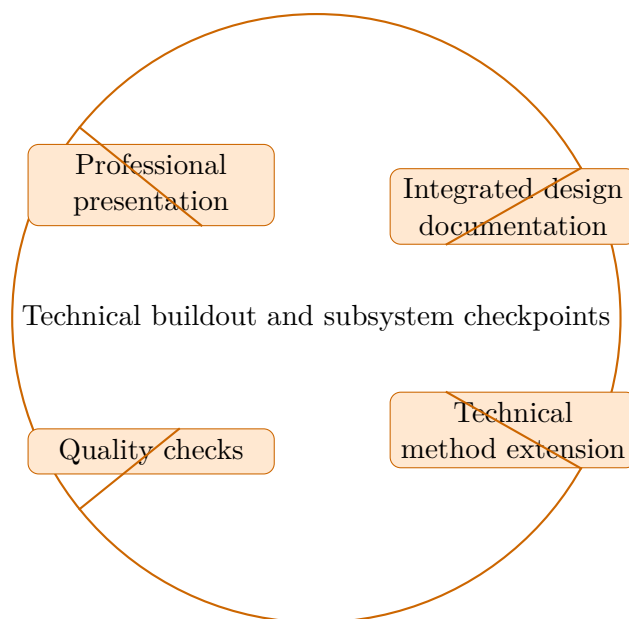 Professional
presentation
Integrated design
documentation
Technical buildout and subsystem checkpoints
Quality checks
Technical
method extension